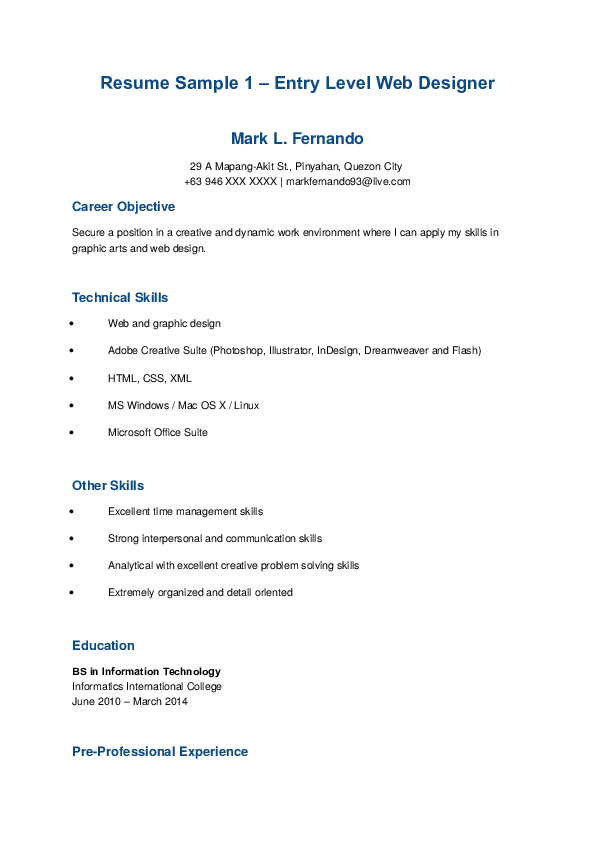 Resume Sample 1 – Entry Level Web Designer
Mark L. Fernando
29 A Mapang-Akit St., Pinyahan, Quezon City
+63 946 XXX XXXX | markfernando93@live.com
Career Objective
Secure a position in a creative and dynamic work environment where I can apply my skills in
graphic arts and web design.
Technical Skills
• Web and graphic design
• Adobe Creative Suite (Photoshop, Illustrator, InDesign, Dreamweaver and Flash)
• HTML, CSS, XML
• MS Windows / Mac OS X / Linux
• Microsoft Office Suite
Other Skills
• Excellent time management skills
• Strong interpersonal and communication skills
• Analytical with excellent creative problem solving skills
• Extremely organized and detail oriented
Education
BS in Information Technology
Informatics International College
June 2010 – March 2014
Pre-Professional Experience